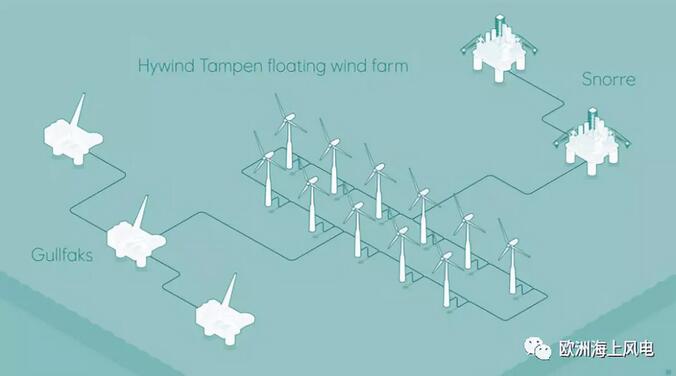 Hywind Tampen floating wind farm
Snorre
Gullfaks
欧洲海上风电